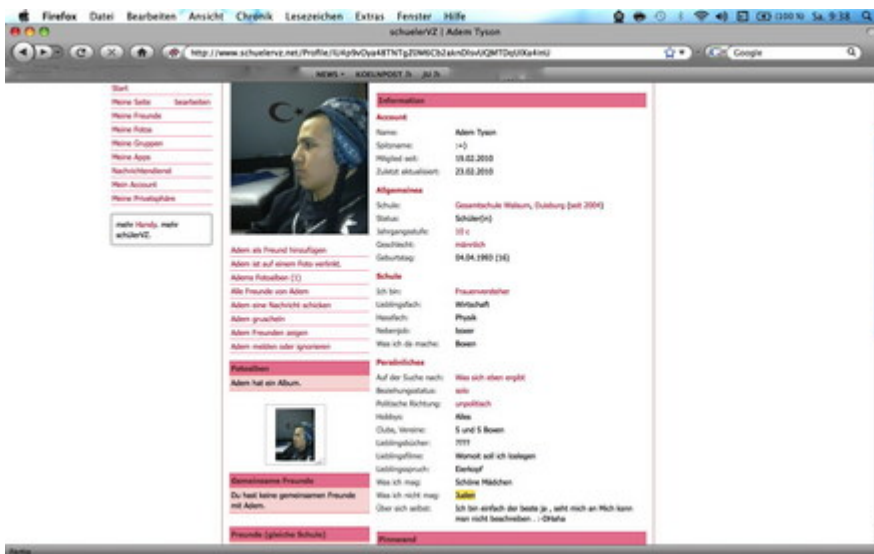 Firefox Datei Bearbeiten Ansicht Chronik Lesezeichen Extras Fenster Hilfe
(100 %) Sa. 9:38
schuelerVZ | Adem Tyson
Google
NEWS KOELNPOST JU
Start
Meine Seite bearbeiten
Meine Freunde
Meine Fotos
Meine Gruppen
Meine Apps
Nachrichtendienst
Mein Account
Meine Privatsphäre
mehr Handy. mehr
schülerVZ.
Adem als Freund hinzufügen
Adem ist auf einem Foto verlinkt.
Adems Fotoalben (1)
Alle Freunde von Adem
Adem eine Nachricht schicken
Adem gruscheln
Adem Freunden zeigen
Adem melden oder ignorieren
Fotoalben
Adem hat ein Album.
Gemeinsame Freunde
Du hast keine gemeinsamen Freunde
mit Adem.
Freunde (gleiche Schule)
Information
Account
Name: Adem Tyson
Spitzname: :=)
Mitglied seit: 19.02.2010
Zuletzt aktualisiert: 23.02.2010
Allgemeines
Schule: Gesamtschule Walsum, Duisburg (seit 2004)
Status: Schüler(in)
Jahrgangsstufe: 10 c
Geschlecht: männlich
Geburtstag: 04.04.1993 (16)
Schule
Ich bin: Frauenversteher
Lieblingsfach: Wirtschaft
Hassfach: Physik
Nebenjob: boxer
Was ich da mache: Boxen
Persönliches
Auf der Suche nach: Was sich eben ergibt
Beziehungsstatus: solo
Politische Richtung: unpolitisch
Hobbys: Alles
Clubs, Vereine: S und S Boxen
Lieblingsbücher: ????
Lieblingsfilme: Womoit soll ich loslegen
Lieblingsspruch: Eierkopf
Was ich mag: Schöne Mädchen
Was ich nicht mag: Juden
Über sich selbst: Ich bin einfach der beste ja , seht mich an Mich kann
man nicht beschreiben . :-DHaha
Pinnwand
Fertig